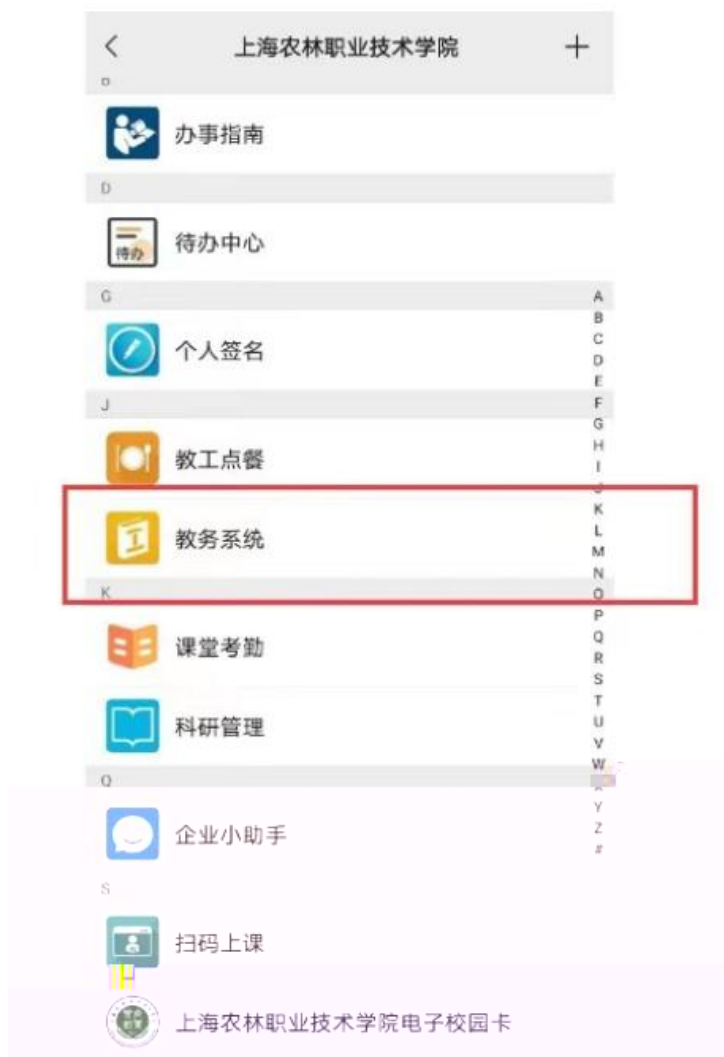 上海农林职业技术学院
办事指南
D
待办
待办中心
G
个人签名
J
教工点餐
教务系统
K
课堂考勤
科研管理
Q
企业小助手
S
扫码上课
上海农林职业技术学院电子校园卡
A
B
C
D
E
F
G
H
I
J
K
L
M
N
O
P
Q
R
S
T
U
V
W
Y
Z
#